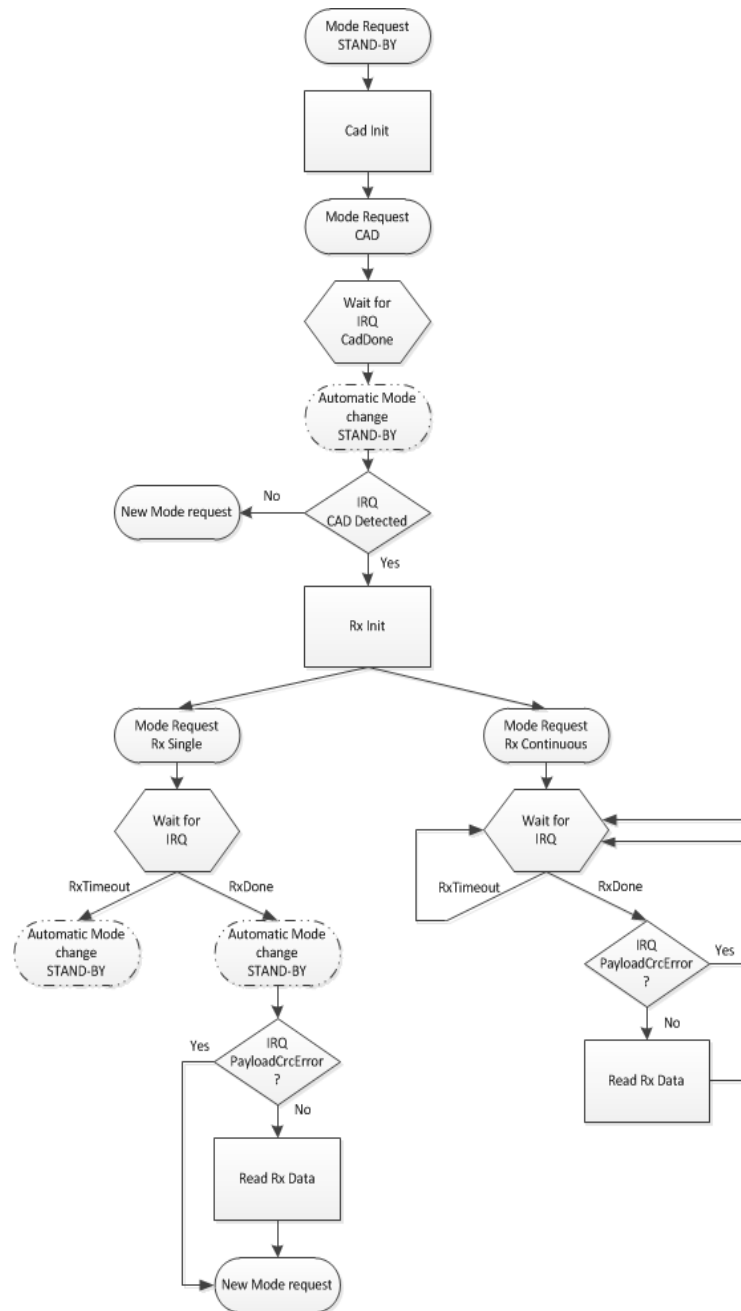 Mode Request
STAND-BY
Cad Init
Mode Request
CAD
Wait for
IRQ
CadDone
Automatic Mode
change
STAND-BY
IRQ
CAD Detected
No
New Mode request
Yes
Rx Init
Mode Request
Rx Single
Mode Request
Rx Continuous
Wait for
IRQ
Wait for
IRQ
RxTimeout
RxDone
RxTimeout
RxDone
Automatic Mode
change
STAND-BY
Automatic Mode
change
STAND-BY
IRQ
PayloadCrcError
?
Yes
No
Read Rx Data
Yes
IRQ
PayloadCrcError
?
No
Read Rx Data
New Mode request